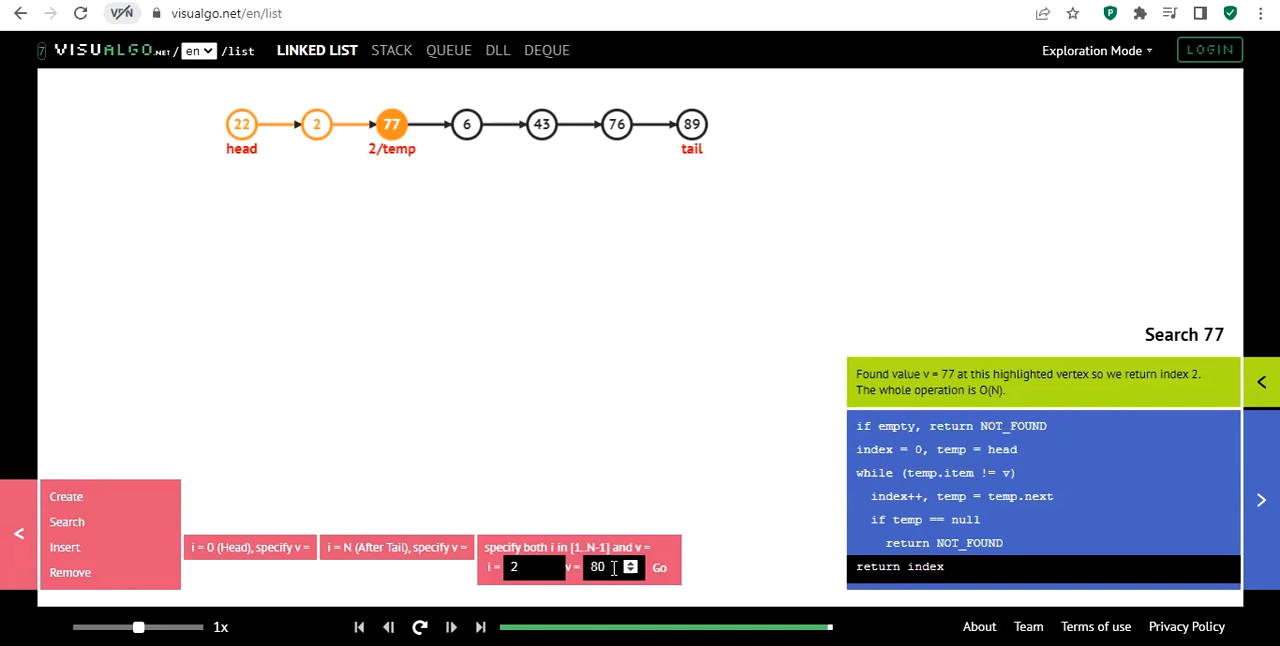 VPN visualgo.net/en/list
7 VISUALGO.NET / en /list LINKED LIST STACK QUEUE DLL DEQUE Exploration Mode LOGIN
22 2 77 6 43 76 89
head 2/temp tail
Search 77
Found value v = 77 at this highlighted vertex so we return index 2.
The whole operation is O(N).
if empty, return NOT_FOUND
index = 0, temp = head
while (temp.item != v)
index++, temp = temp.next
if temp == null
return NOT_FOUND
return index
Create
Search
Insert
Remove
i = 0 (Head), specify v =
i = N (After Tail), specify v =
specify both i in [1..N-1] and v =
i = 2 v = 80 Go
1x
About Team Terms of use Privacy Policy